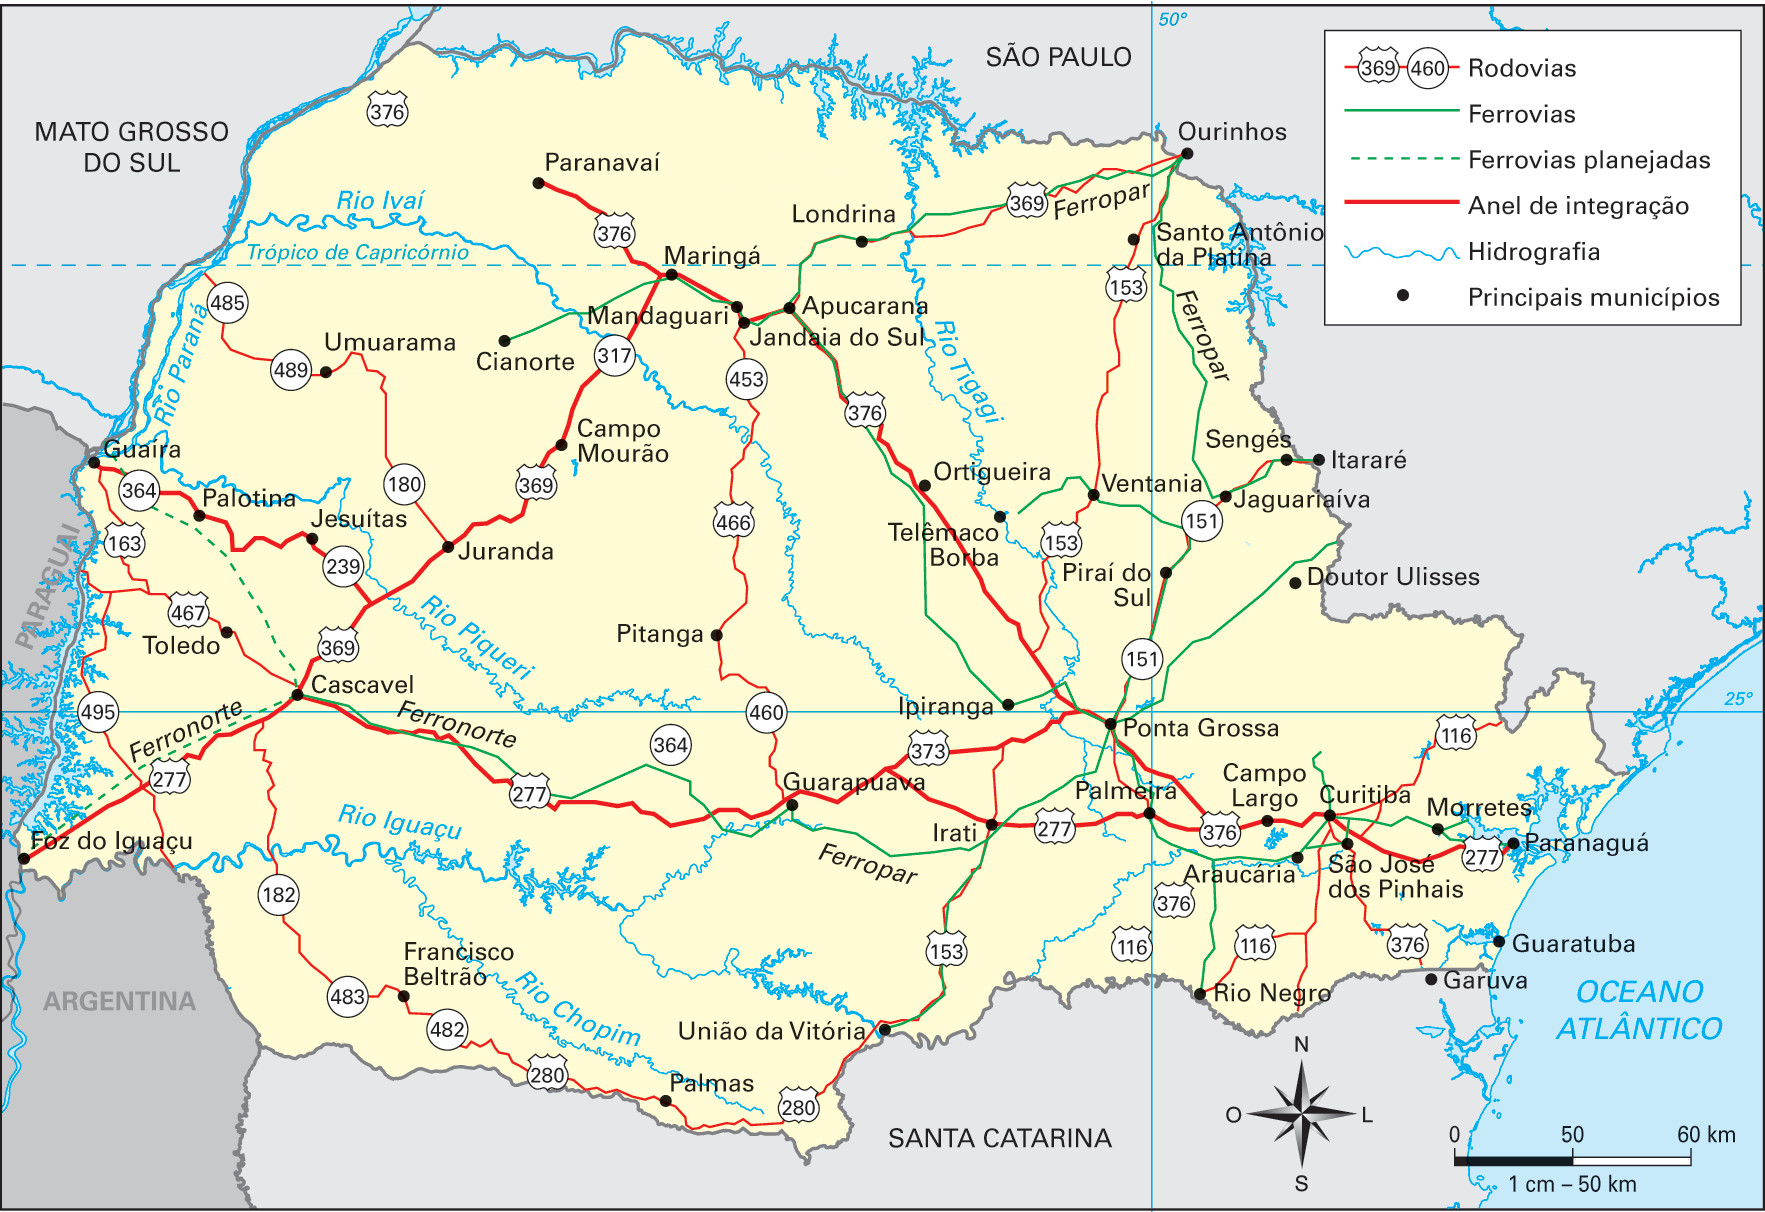 50º
SÃO PAULO
369
460
Rodovias
Ferrovias
Ferrovias planejadas
Anel de integração
Hidrografia
Principais municípios
MATO GROSSO
DO SUL
376
Ourinhos
Paranavaí
Rio Ivaí
376
Londrina
369
Ferropar
Trópico de Capricórnio
Maringá
Santo Antônio
da Platina
153
485
Rio Paraná
Umuarama
489
Mandaguari
Apucarana
Jandaia do Sul
Cianorte
317
453
Rio Tigagi
Ferropar
376
Campo
Mourão
Guaíra
364
Palotina
Jesuítas
180
369
Juranda
Ortigueira
Ventania
Sengés
Itararé
Jaguariaíva
151
466
Telêmaco
Borba
153
163
239
Piraí do
Sul
Doutor Ulisses
PARAGUAI
467
Toledo
369
Rio Piqueri
Pitanga
151
Cascavel
495
Ferronorte
Ferronorte
460
Ipiranga
25º
Ponta Grossa
364
373
116
277
277
Guarapuava
Palmeira
Campo
Largo
Curitiba
Morretes
Rio Iguaçu
Irati
277
376
277
Paranaguá
Foz do Iguaçu
Ferropar
Araucária
São José
dos Pinhais
182
376
153
116
116
376
Guaratuba
Francisco
Beltrão
483
Rio Chopim
Rio Negro
Garuva
ARGENTINA
OCEANO
ATLÂNTICO
482
União da Vitória
280
Palmas
280
SANTA CATARINA
N
O
L
S
0
50
60 km
1 cm – 50 km